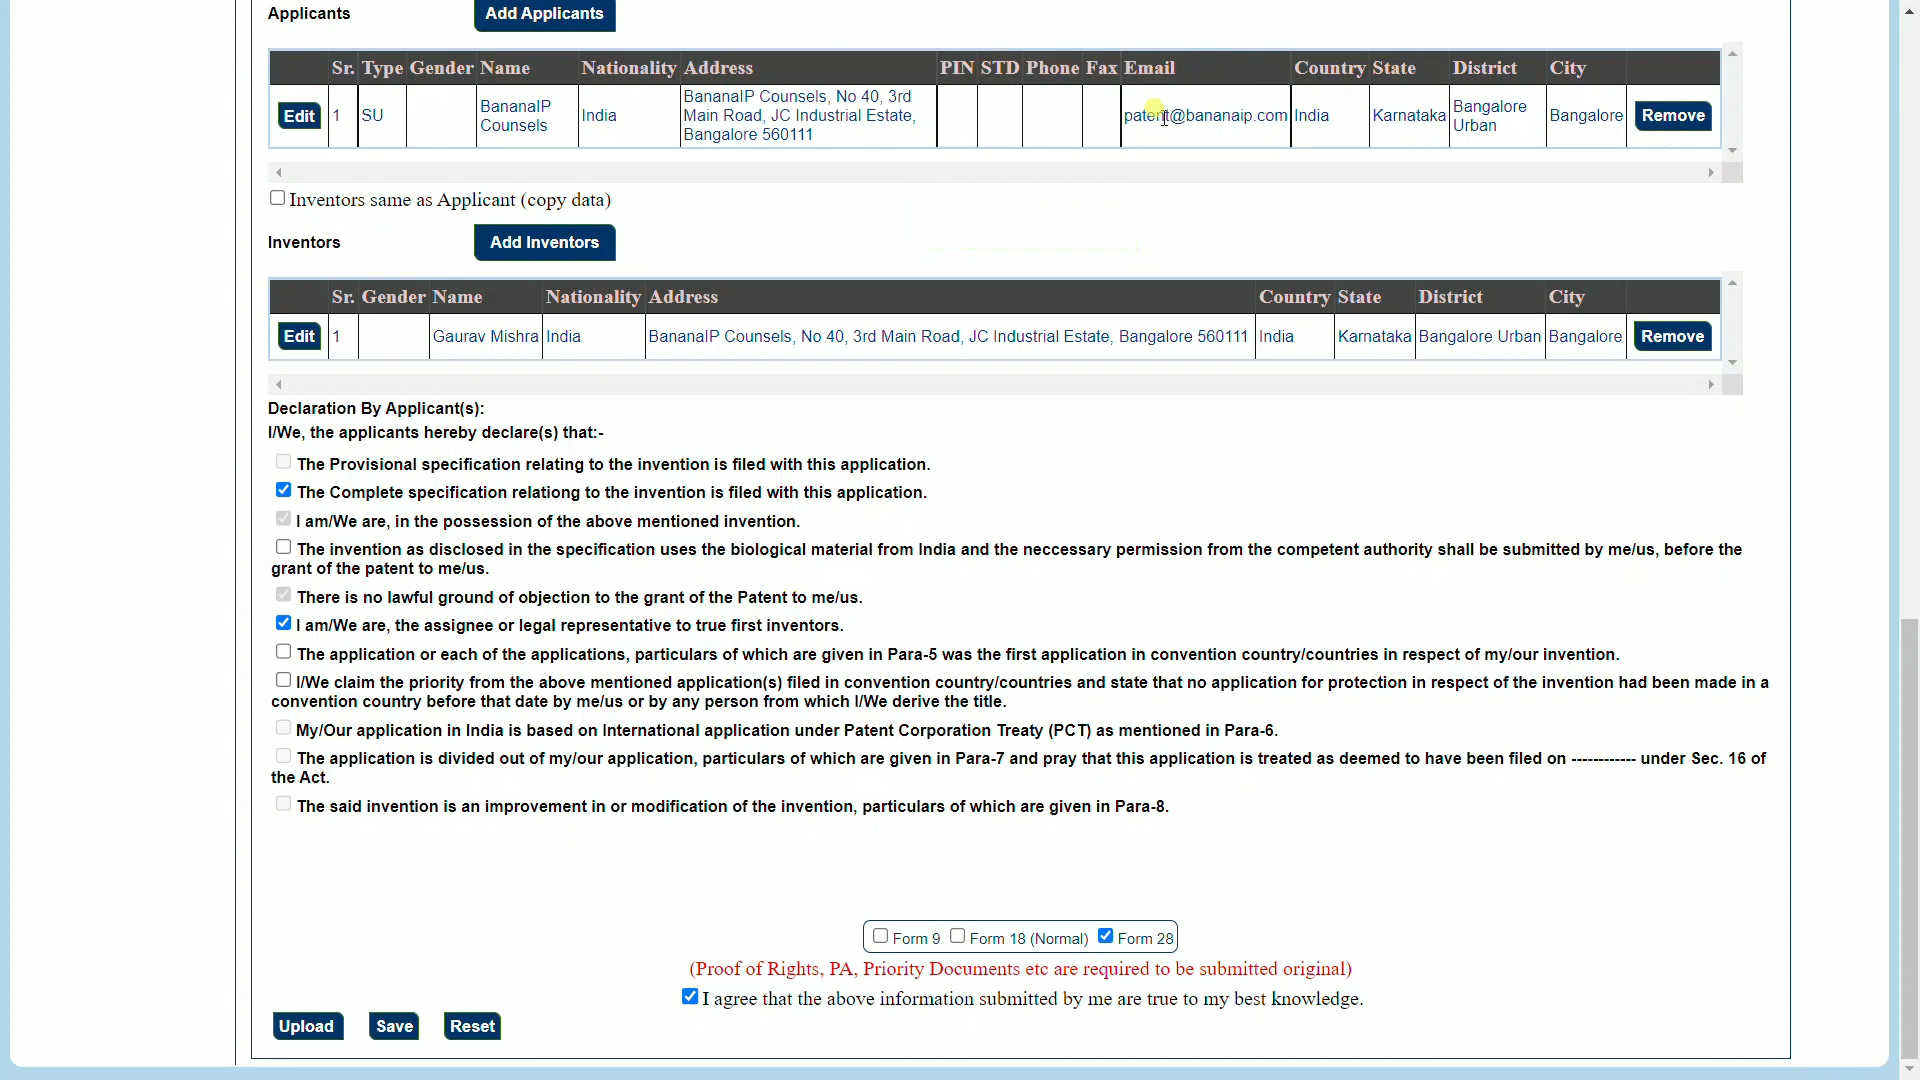 Applicants
Add Applicants
Sr. Type Gender Name Nationality Address PIN STD Phone Fax Email Country State District City
BananaIP Counsels, No 40, 3rd
Edit 1 SU BananaIP Counsels India Main Road, JC Industrial Estate, patent@bananaip.com India Karnataka Bangalore Urban Bangalore Remove
Bangalore 560111
Inventors same as Applicant (copy data)
Inventors
Add Inventors
Sr. Gender Name Nationality Address Country State District City
Edit 1 Gaurav Mishra India BananaIP Counsels, No 40, 3rd Main Road, JC Industrial Estate, Bangalore 560111 India Karnataka Bangalore Urban Bangalore Remove
Declaration By Applicant(s):
I/We, the applicants hereby declare(s) that:-
The Provisional specification relating to the invention is filed with this application.
The Complete specification relationg to the invention is filed with this application.
I am/We are, in the possession of the above mentioned invention.
The invention as disclosed in the specification uses the biological material from India and the neccessary permission from the competent authority shall be submitted by me/us, before the
grant of the patent to me/us.
There is no lawful ground of objection to the grant of the Patent to me/us.
I am/We are, the assignee or legal representative to true first inventors.
The application or each of the applications, particulars of which are given in Para-5 was the first application in convention country/countries in respect of my/our invention.
I/We claim the priority from the above mentioned application(s) filed in convention country/countries and state that no application for protection in respect of the invention had been made in a
convention country before that date by me/us or by any person from which I/We derive the title.
My/Our application in India is based on International application under Patent Corporation Treaty (PCT) as mentioned in Para-6.
The application is divided out of my/our application, particulars of which are given in Para-7 and pray that this application is treated as deemed to have been filed on ------------ under Sec. 16 of
the Act.
The said invention is an improvement in or modification of the invention, particulars of which are given in Para-8.
Form 9 Form 18 (Normal) Form 28
(Proof of Rights, PA, Priority Documents etc are required to be submitted original)
I agree that the above information submitted by me are true to my best knowledge.
Upload Save Reset